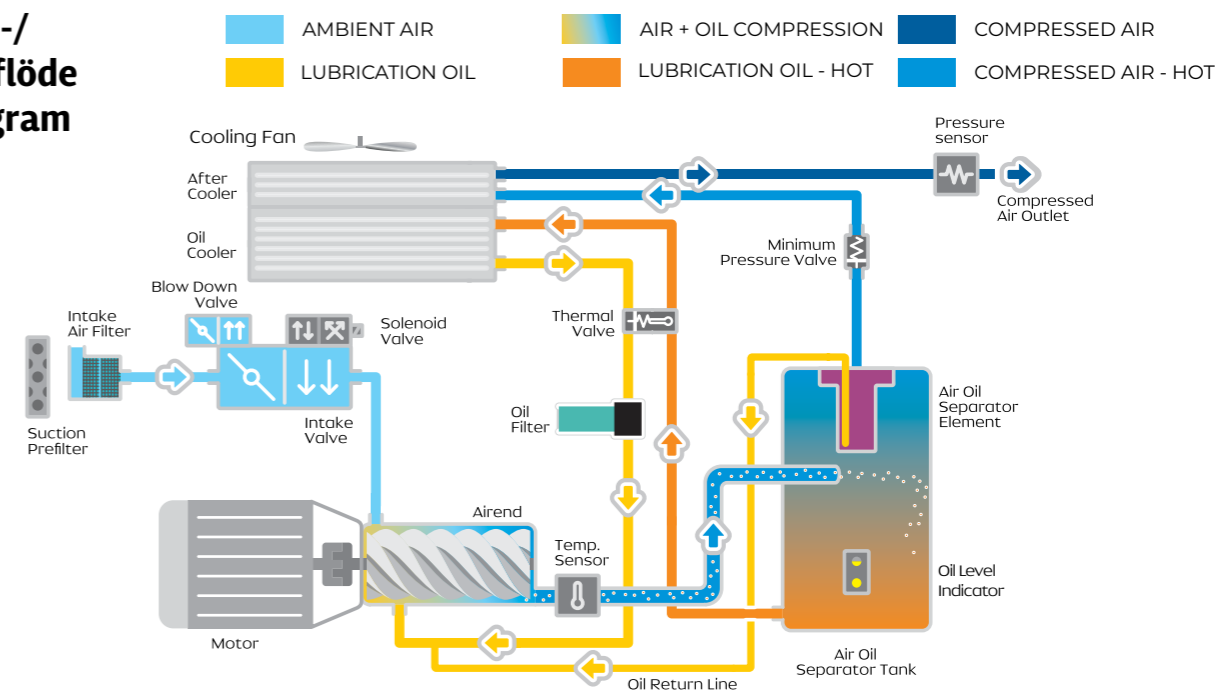 -/
flöde
gram
AMBIENT AIR
AIR + OIL COMPRESSION
COMPRESSED AIR
LUBRICATION OIL
LUBRICATION OIL - HOT
COMPRESSED AIR - HOT
Cooling Fan
Pressure
sensor
After
Cooler
Compressed
Air Outlet
Oil
Cooler
Minimum
Pressure Valve
Blow Down
Valve
Intake
Air Filter
Solenoid
Valve
Thermal
Valve
Air Oil
Separator
Element
Oil
Filter
Intake
Valve
Suction
Prefilter
Airend
Temp.
Sensor
Oil Level
Indicator
Motor
Air Oil
Separator Tank
Oil Return Line